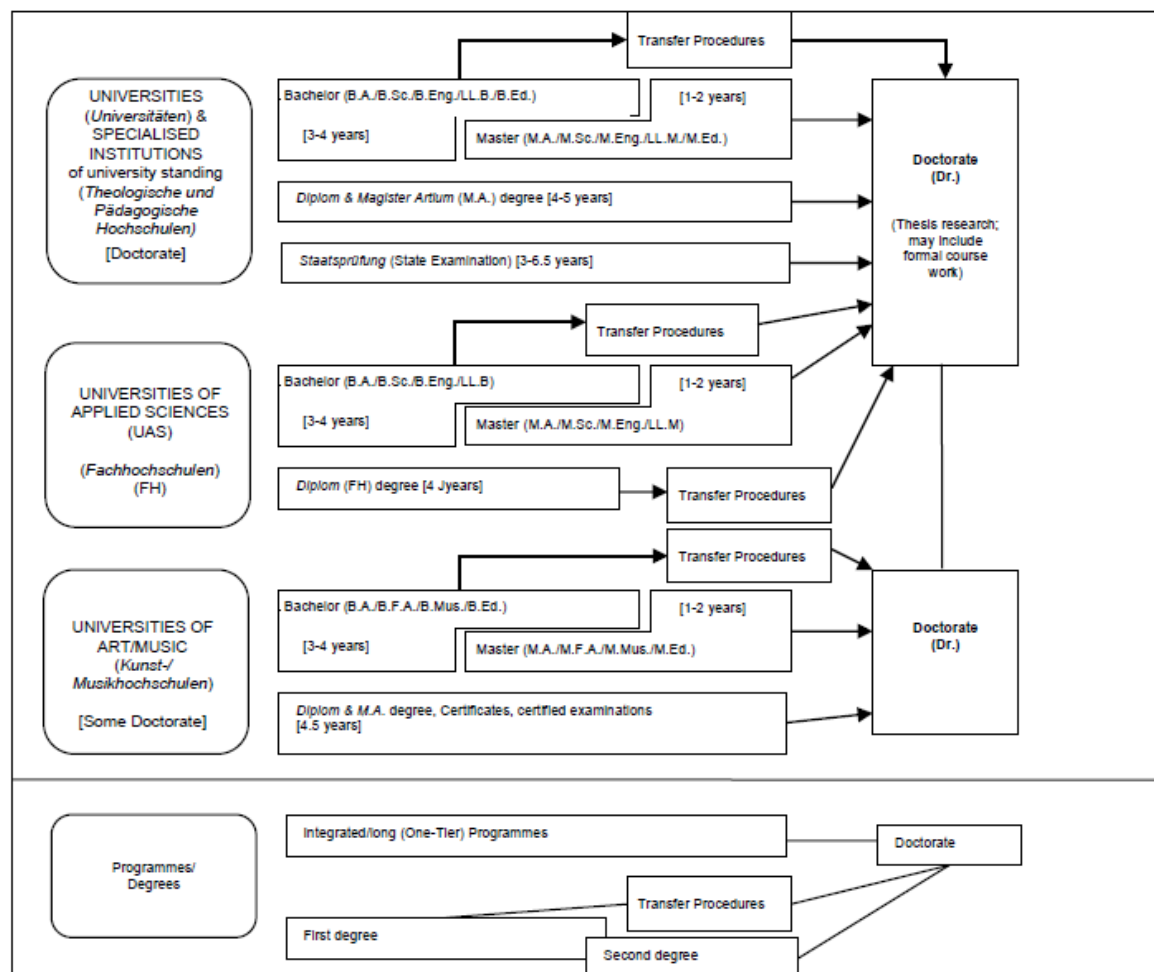 Transfer Procedures
UNIVERSITIES
(Universitäten) &
SPECIALISED
INSTITUTIONS
of university standing
(Theologische und
Pädagogische
Hochschulen)
[Doctorate]
. Bachelor (B.A./B.Sc./B.Eng./LL.B./B.Ed.)
[3-4 years]
[1-2 years]
Master (M.A./M.Sc./M.Eng./LL.M./M.Ed.)
Diplom & Magister Artium (M.A.) degree [4-5 years]
Staatsprüfung (State Examination) [3-6.5 years]
Doctorate
(Dr.)
(Thesis research;
may include
formal course
work)
Transfer Procedures
UNIVERSITIES OF
APPLIED SCIENCES
(UAS)
(Fachhochschulen)
(FH)
. Bachelor (B.A./B.Sc./B.Eng./LL.B)
[3-4 years]
[1-2 years]
Master (M.A./M.Sc./M.Eng./LL.M)
Diplom (FH) degree [4 Jyears]
Transfer Procedures
Transfer Procedures
UNIVERSITIES OF
ART/MUSIC
(Kunst-/
Musikhochschulen)
[Some Doctorate]
. Bachelor (B.A./B.F.A./B.Mus./B.Ed.)
[3-4 years]
[1-2 years]
Master (M.A./M.F.A./M.Mus./M.Ed.)
Diplom & M.A. degree, Certificates, certified examinations
[4.5 years]
Doctorate
(Dr.)
Programmes/
Degrees
Integrated/long (One-Tier) Programmes
Doctorate
Transfer Procedures
First degree
Second degree